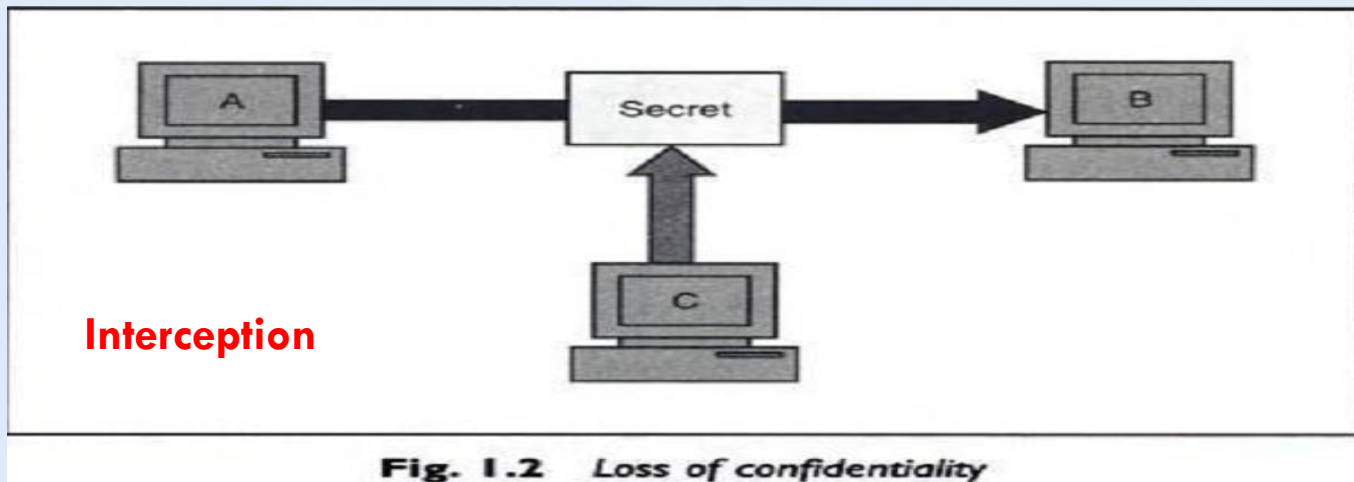 A
Secret
B
C
Interception
Fig. 1.2 Loss of confidentiality